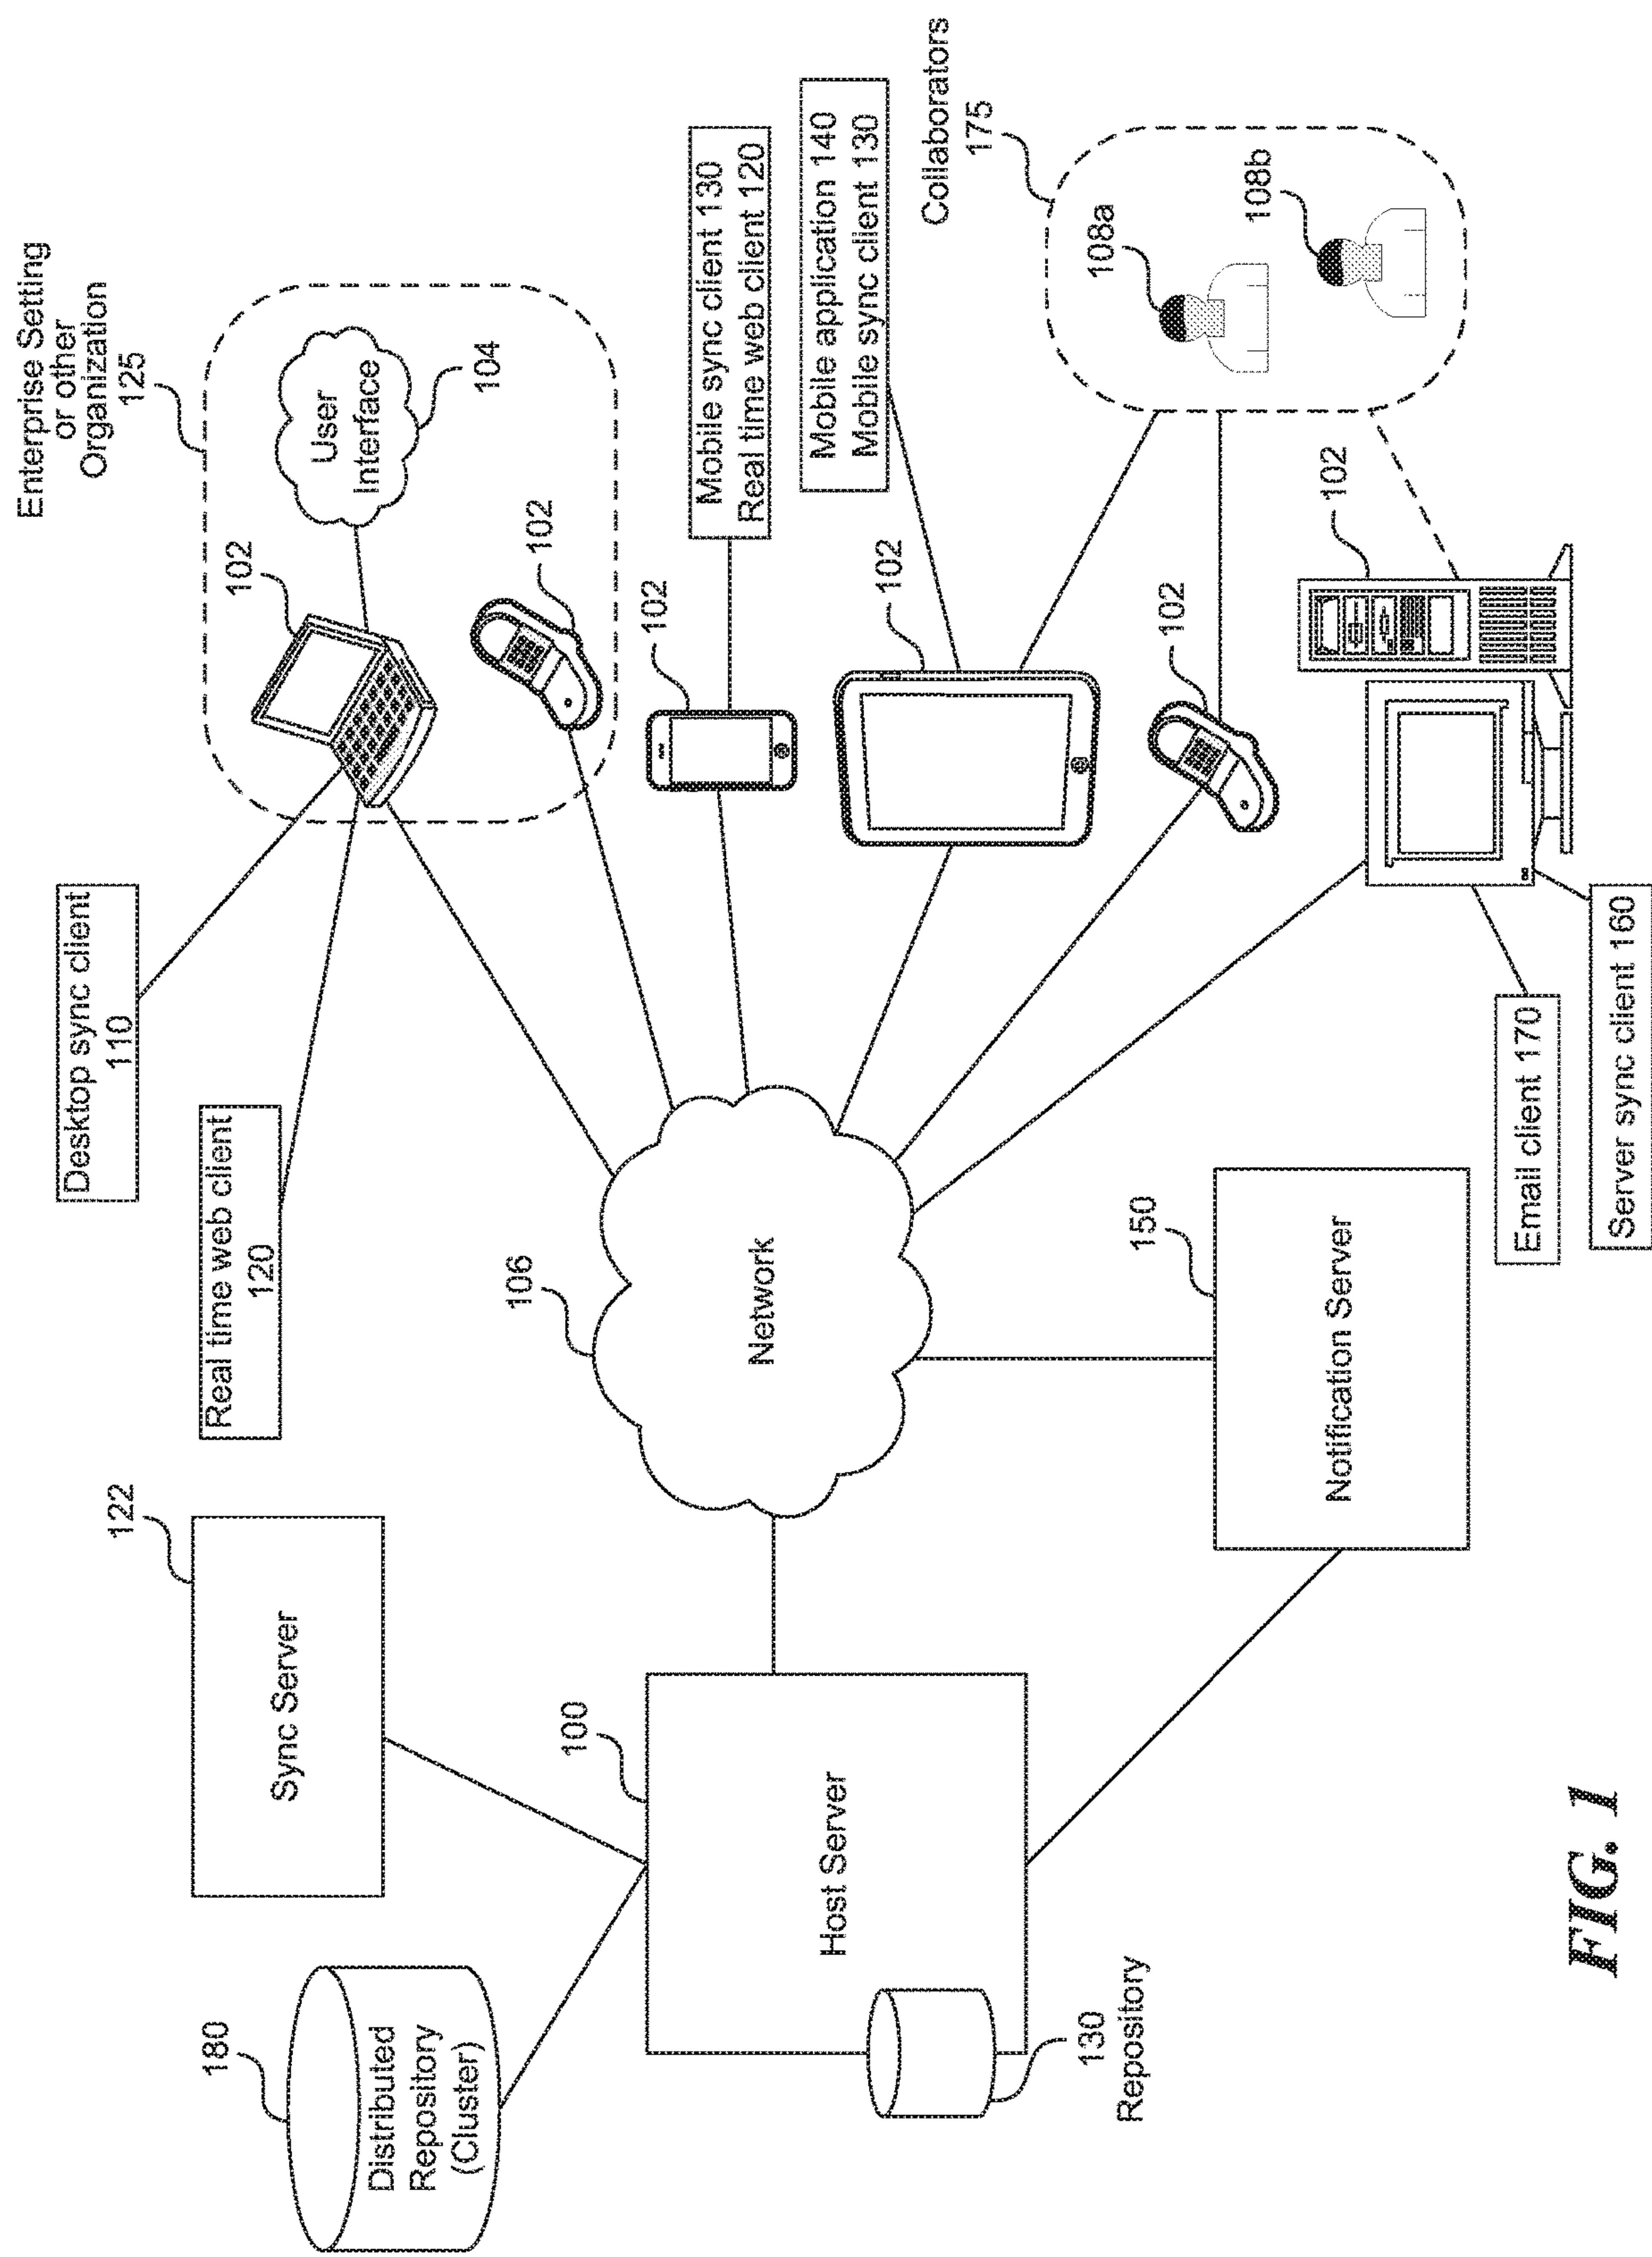 Enterprise Setting
or other
Organization
125
User
Interface
104
102
102
Desktop sync client
110
Real time web client
120
102
Mobile sync client 130
Real time web client 120
102
Mobile application 140
Mobile sync client 130
Collaborators
175
108a
108b
102
102
Email client 170
Server sync client 160
106
Network
150
Notification Server
122
Sync Server
100
Host Server
130
Repository
180
Distributed
Repository
(Cluster)
FIG. 1